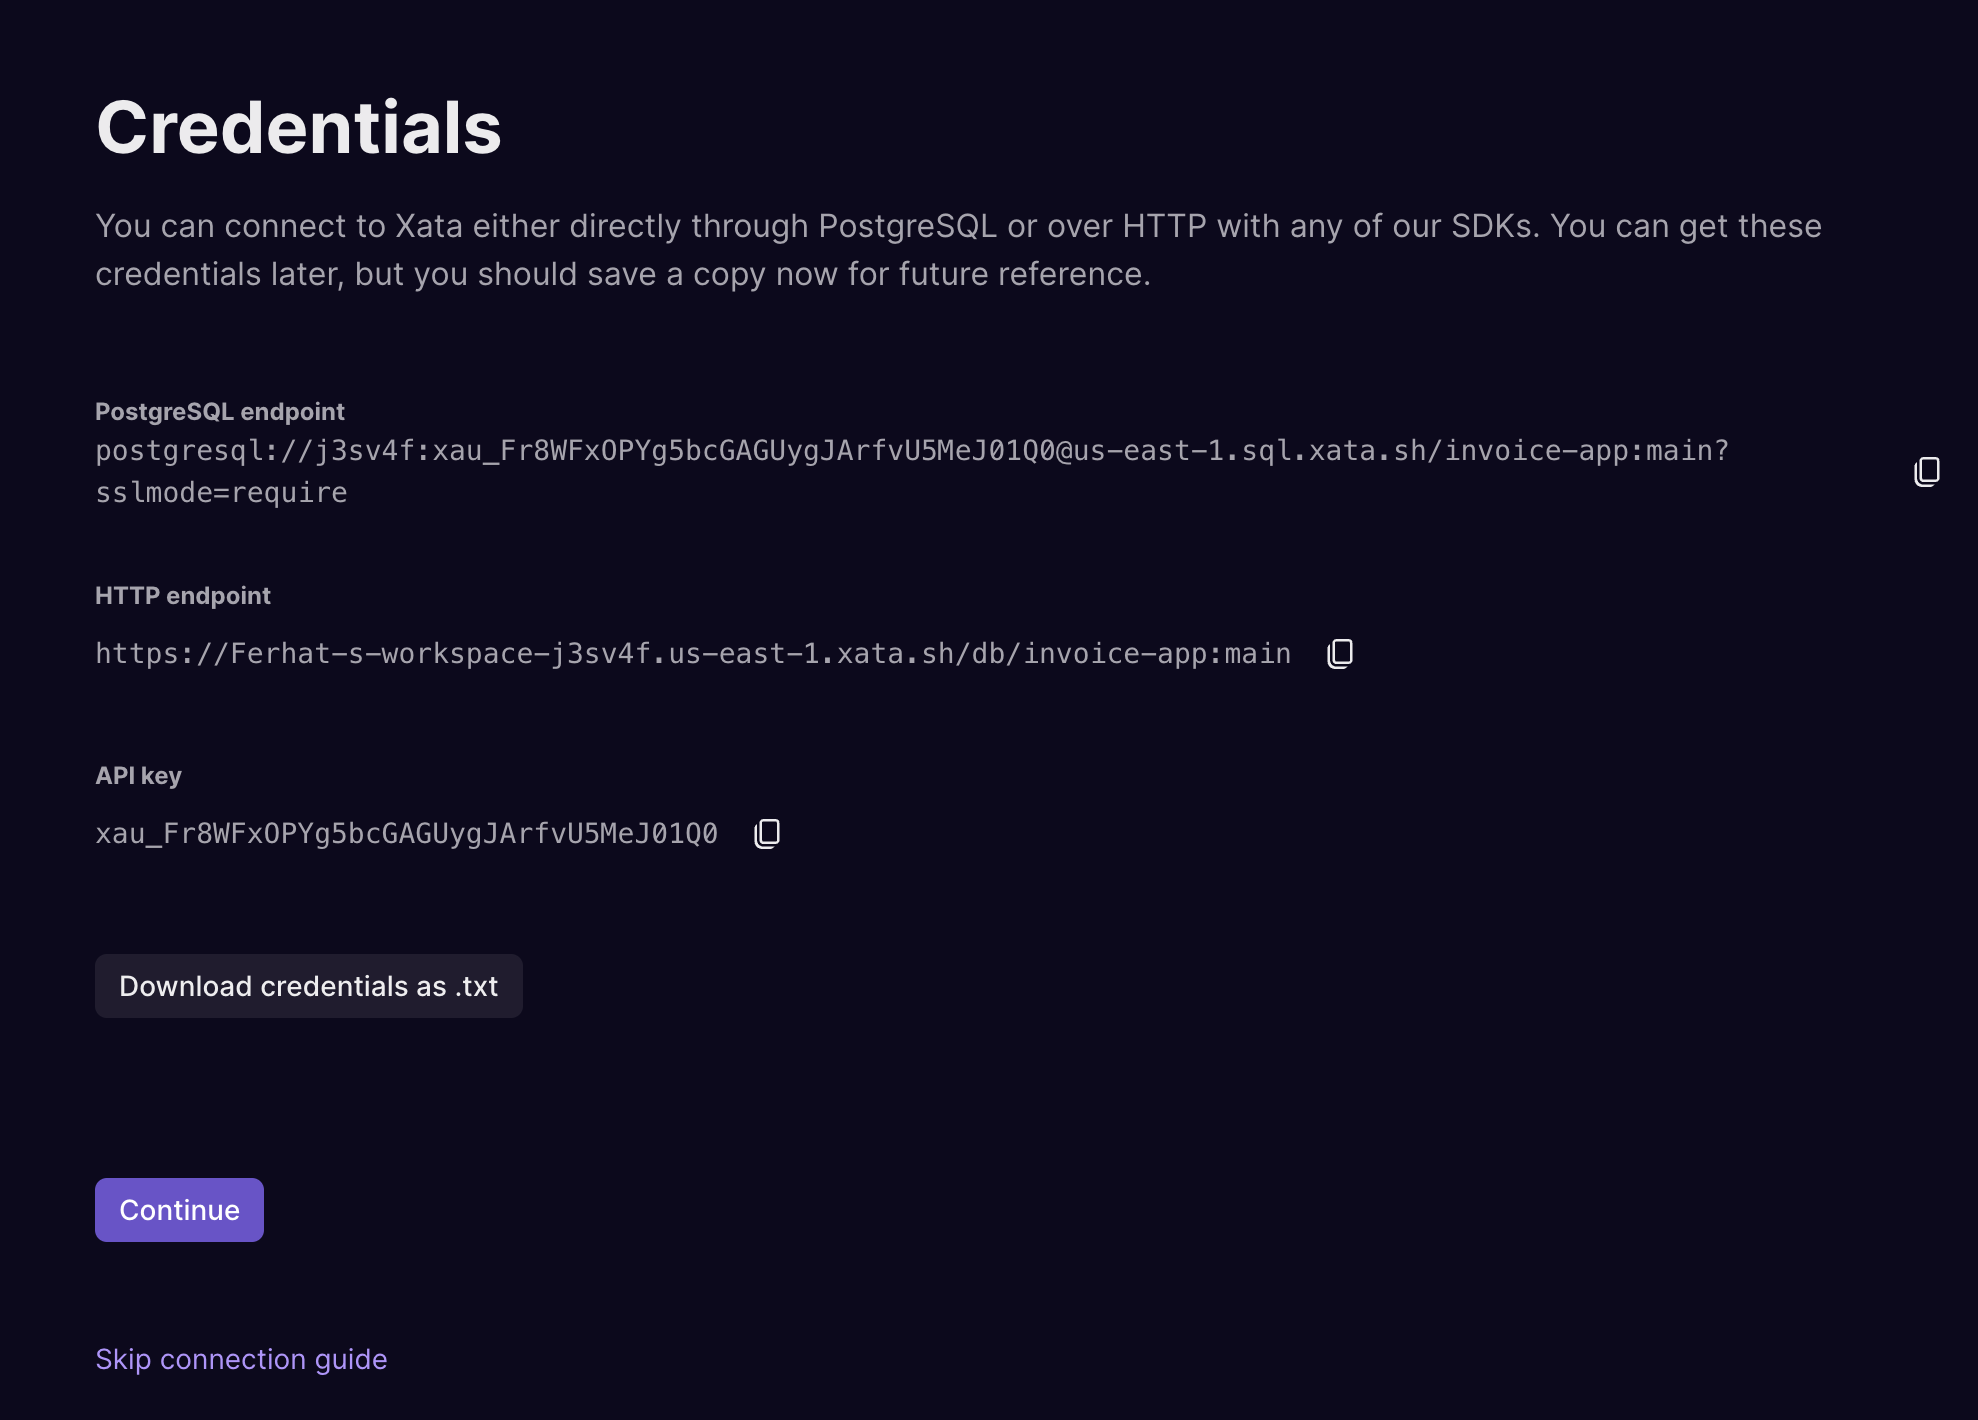 Credentials
You can connect to Xata either directly through PostgreSQL or over HTTP with any of our SDKs. You can get these
credentials later, but you should save a copy now for future reference.
PostgreSQL endpoint
postgresql://j3sv4f:xau_Fr8WFxOPYg5bcGAGUygJArfvU5MeJ01Q0@us-east-1.sql.xata.sh/invoice-app:main?
sslmode=require
HTTP endpoint
https://Ferhat-s-workspace-j3sv4f.us-east-1.xata.sh/db/invoice-app:main
API key
xau_Fr8WFxOPYg5bcGAGUygJArfvU5MeJ01Q0
Download credentials as .txt
Continue
Skip connection guide